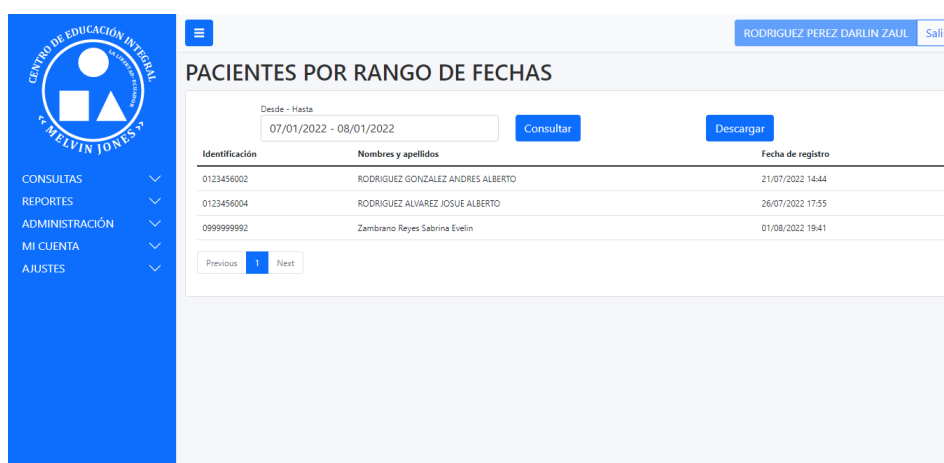 CENTRO DE EDUCACIÓN INTEGRAL
LA LIBERTAD-ECUADOR
<< MELVIN JONES >>
RODRIGUEZ PEREZ DARLIN ZAUL Sali
PACIENTES POR RANGO DE FECHAS
Desde - Hasta
07/01/2022 - 08/01/2022 Consultar Descargar
Identificación Nombres y apellidos Fecha de registro
0123456002 RODRIGUEZ GONZALEZ ANDRES ALBERTO 21/07/2022 14:44
0123456004 RODRIGUEZ ALVAREZ JOSUE ALBERTO 26/07/2022 17:55
0999999992 Zambrano Reyes Sabrina Evelin 01/08/2022 19:41
Previous 1 Next
CONSULTAS
REPORTES
ADMINISTRACIÓN
MI CUENTA
AJUSTES